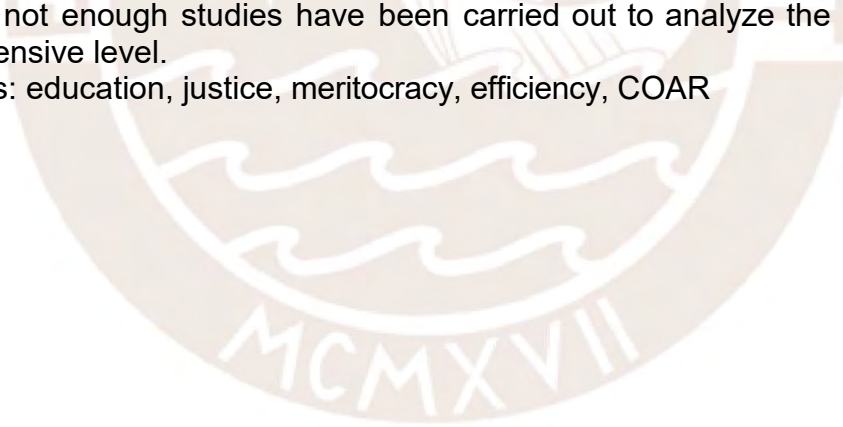 not enough studies have been carried out to analyze the
ensive level.
s: education, justice, meritocracy, efficiency, COAR
MCMXVII